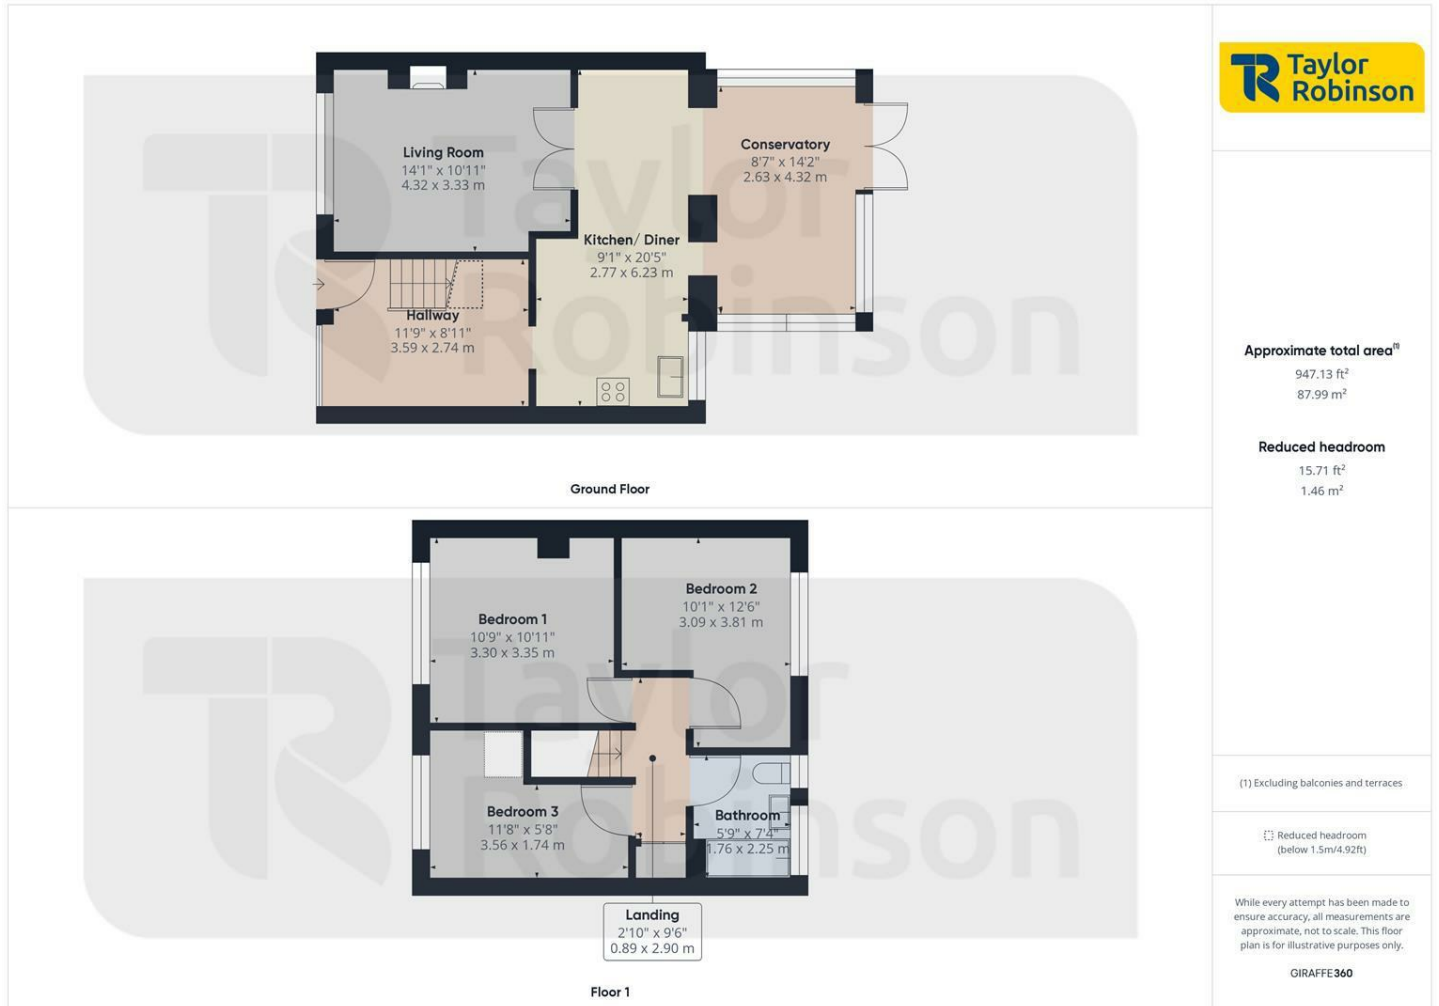 Taylor
Robinson
Living Room
14'1" x 10'11"
4.32 x 3.33 m
Conservatory
8'7" x 14'2"
2.63 x 4.32 m
Kitchen/ Diner
9'1" x 20'5"
2.77 x 6.23 m
Hallway
11'9" x 8'11"
3.59 x 2.74 m
Taylor
Robinson
Ground Floor
Bedroom 1
10'9" x 10'11"
3.30 x 3.35 m
Bedroom 2
10'1" x 12'6"
3.09 x 3.81 m
Bedroom 3
11'8" x 5'8"
3.56 x 1.74 m
Bathroom
5'9" x 7'4"
1.76 x 2.25 m
Landing
2'10" x 9'6"
0.89 x 2.90 m
Taylor
Robinson
Floor 1
Approximate total area⁽¹⁾
947.13 ft²
87.99 m²
Reduced headroom
15.71 ft²
1.46 m²
(1) Excluding balconies and terraces
Reduced headroom
(below 1.5m/4.92ft)
While every attempt has been made to
ensure accuracy, all measurements are
approximate, not to scale. This floor
plan is for illustrative purposes only.
GIRAFFE360